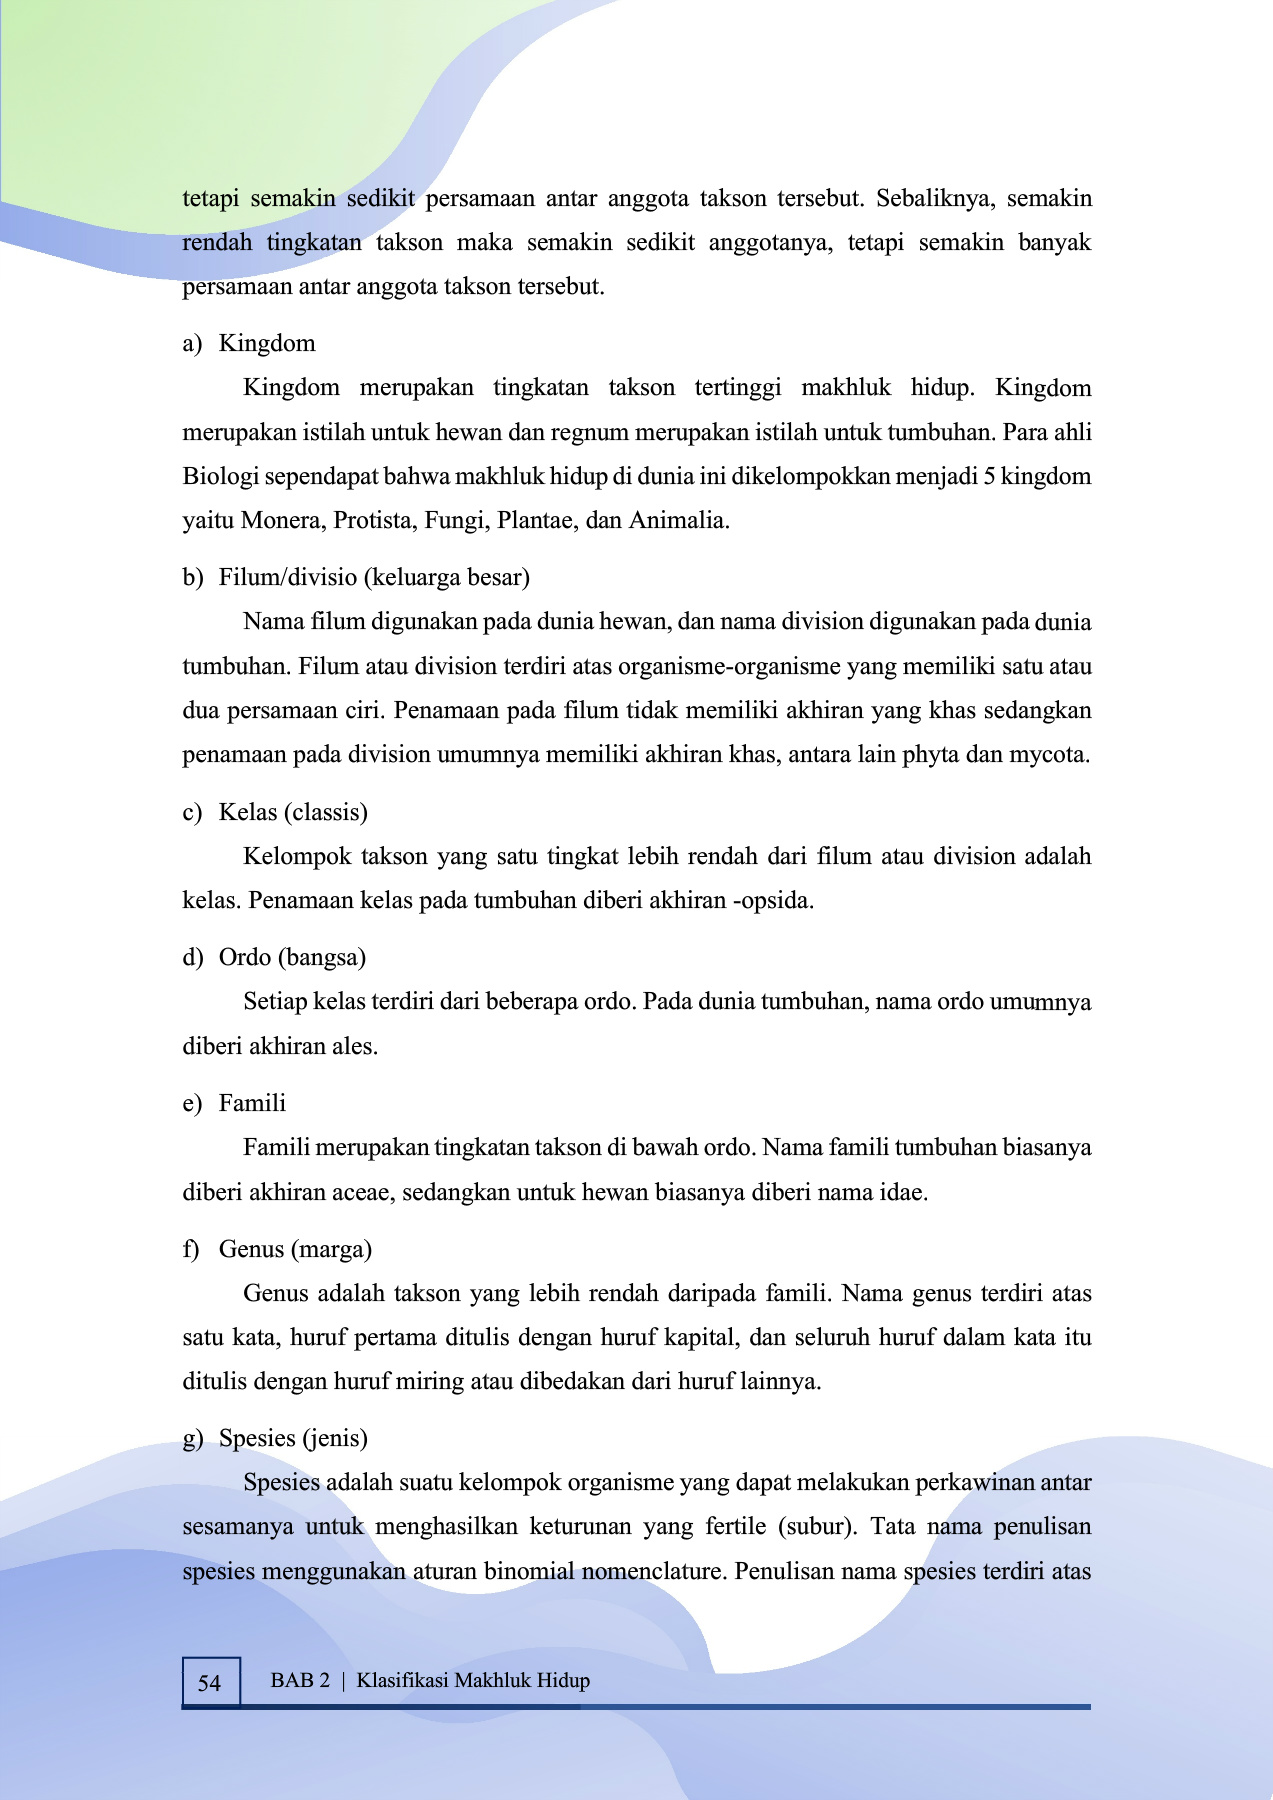 tetapi semakin sedikit persamaan antar anggota takson tersebut. Sebaliknya, semakin
rendah tingkatan takson maka semakin sedikit anggotanya, tetapi semakin banyak
persamaan antar anggota takson tersebut.
a) Kingdom
Kingdom merupakan tingkatan takson tertinggi makhluk hidup. Kingdom
merupakan istilah untuk hewan dan regnum merupakan istilah untuk tumbuhan. Para ahli
Biologi sependapat bahwa makhluk hidup di dunia ini dikelompokkan menjadi 5 kingdom
yaitu Monera, Protista, Fungi, Plantae, dan Animalia.
b) Filum/divisio (keluarga besar)
Nama filum digunakan pada dunia hewan, dan nama division digunakan pada dunia
tumbuhan. Filum atau division terdiri atas organisme-organisme yang memiliki satu atau
dua persamaan ciri. Penamaan pada filum tidak memiliki akhiran yang khas sedangkan
penamaan pada division umumnya memiliki akhiran khas, antara lain phyta dan mycota.
c) Kelas (classis)
Kelompok takson yang satu tingkat lebih rendah dari filum atau division adalah
kelas. Penamaan kelas pada tumbuhan diberi akhiran -opsida.
d) Ordo (bangsa)
Setiap kelas terdiri dari beberapa ordo. Pada dunia tumbuhan, nama ordo umumnya
diberi akhiran ales.
e) Famili
Famili merupakan tingkatan takson di bawah ordo. Nama famili tumbuhan biasanya
diberi akhiran aceae, sedangkan untuk hewan biasanya diberi nama idae.
f) Genus (marga)
Genus adalah takson yang lebih rendah daripada famili. Nama genus terdiri atas
satu kata, huruf pertama ditulis dengan huruf kapital, dan seluruh huruf dalam kata itu
ditulis dengan huruf miring atau dibedakan dari huruf lainnya.
g) Spesies (jenis)
Spesies adalah suatu kelompok organisme yang dapat melakukan perkawinan antar
sesamanya untuk menghasilkan keturunan yang fertile (subur). Tata nama penulisan
spesies menggunakan aturan binomial nomenclature. Penulisan nama spesies terdiri atas
54 BAB 2 | Klasifikasi Makhluk Hidup